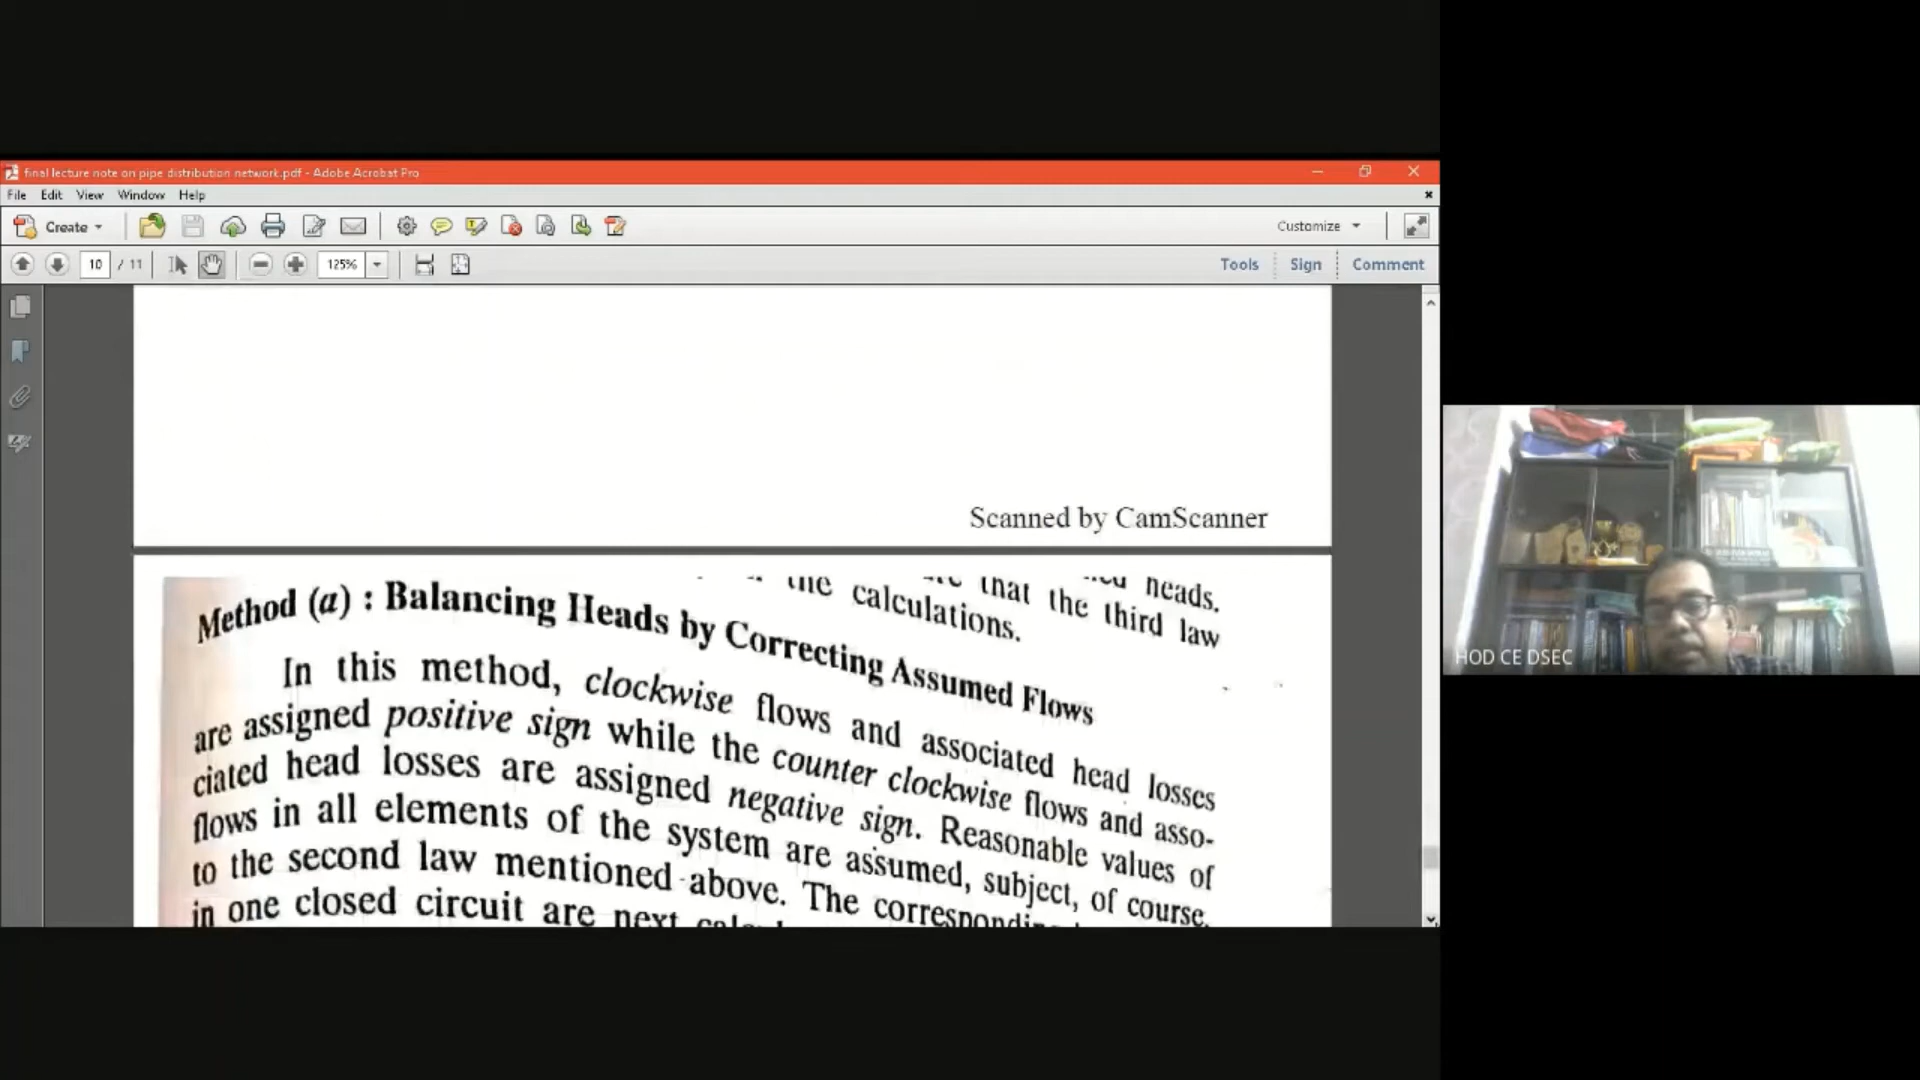 final lecture note on pipe distribution network.pdf - Adobe Acrobat Pro
File Edit View Window Help
Create
Customize
10 / 11
125%
Tools Sign Comment
Scanned by CamScanner
heads.
the calculations. that the third law
Method (a) : Balancing Heads by Correcting Assumed Flows
In this method, clockwise flows and associated head losses
are assigned positive sign while the counter clockwise flows and asso-
ciated head losses are assigned negative sign. Reasonable values of
flows in all elements of the system are assumed, subject, of course,
to the second law mentioned above. The
in one closed circuit are next
HOD CE DSEC